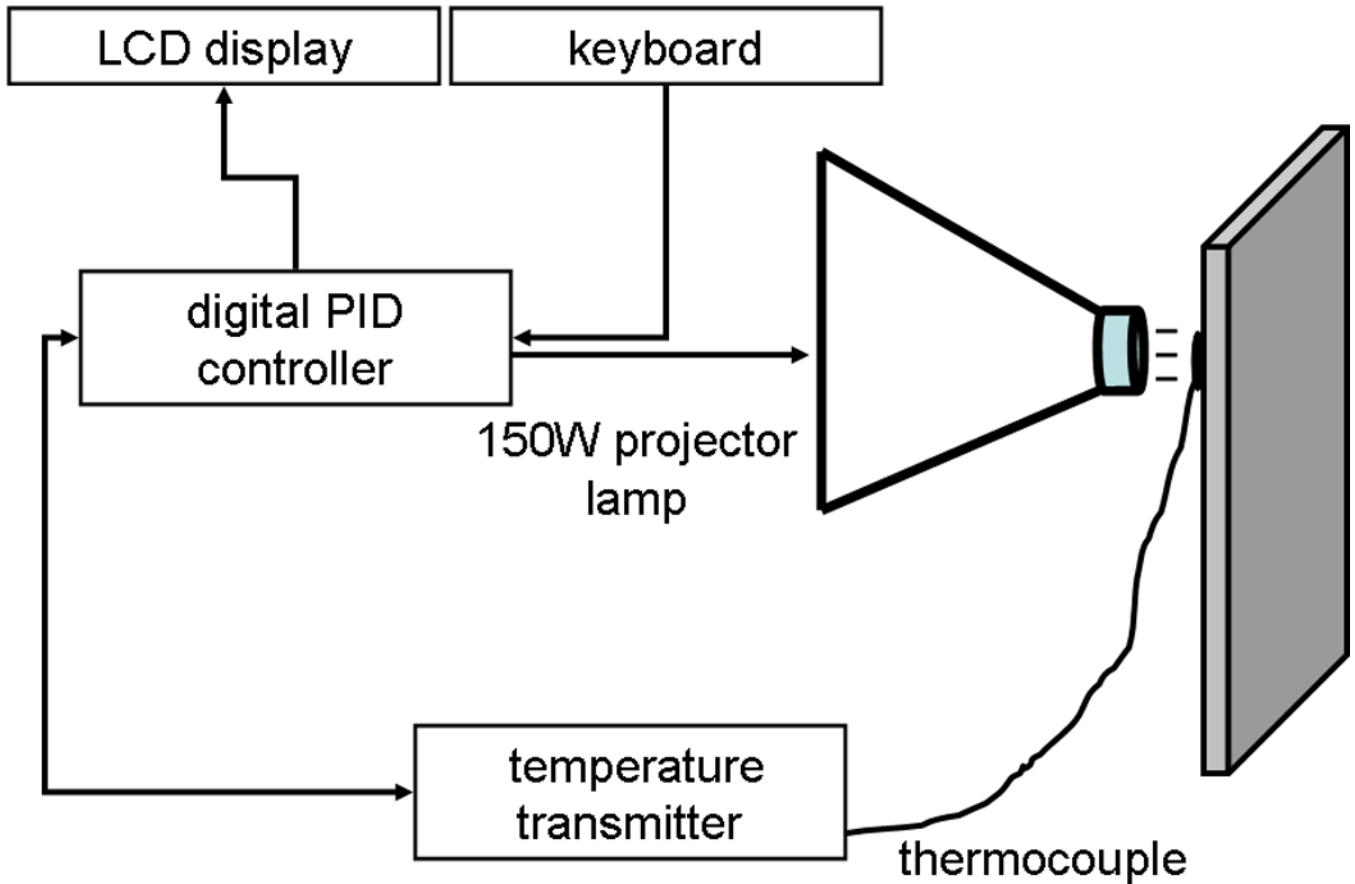 LCD display
keyboard
digital PID
controller
150W projector
lamp
temperature
transmitter
thermocouple